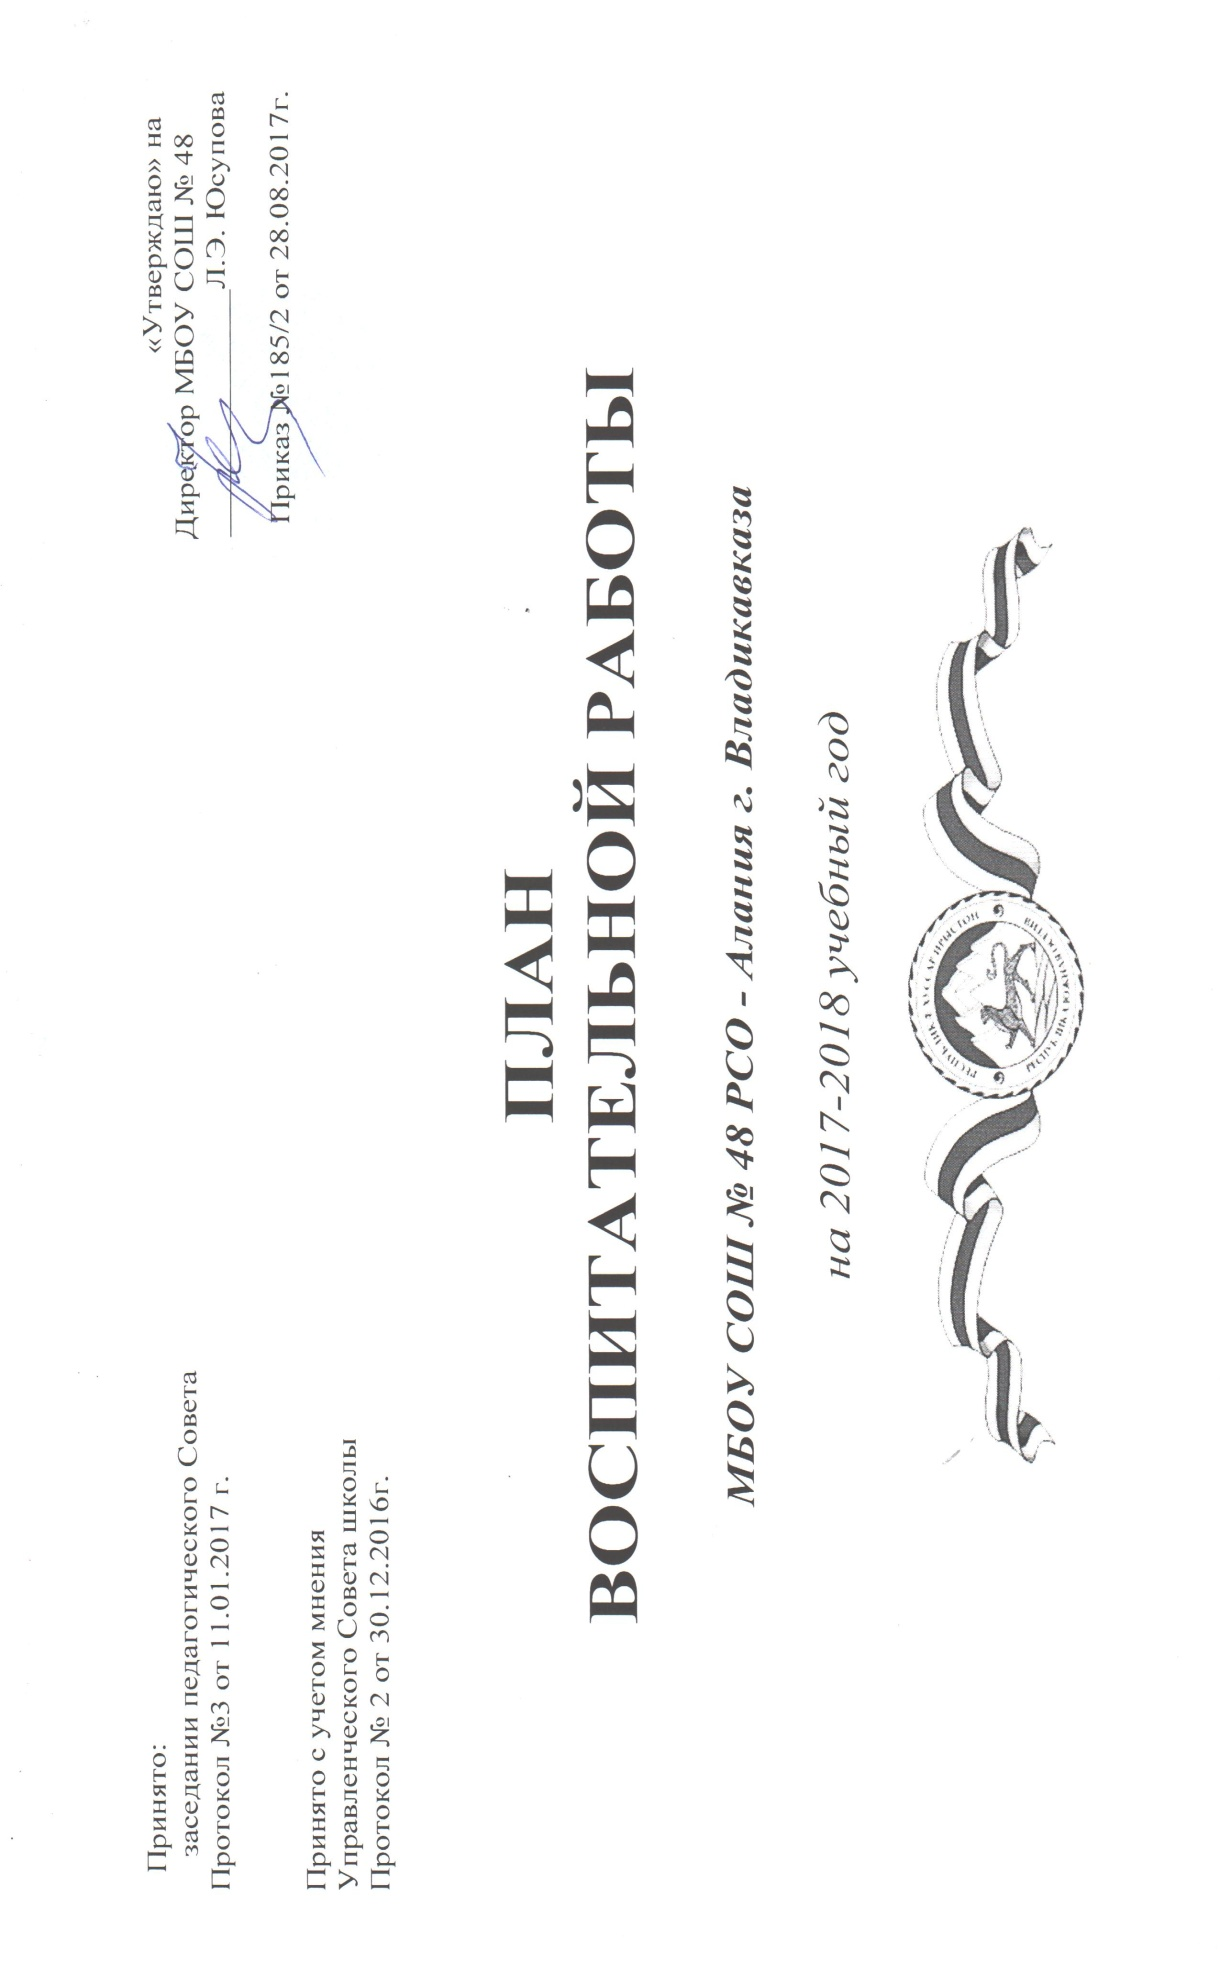 Принято:
заседании педагогического Совета
Протокол №3 от 11.01.2017 г.
Принято с учетом мнения
Управленческого Совета школы
Протокол № 2 от 30.12.2016г.
«Утверждаю» на
Директор МБОУ СОШ № 48
Л.Э. Юсупова
Приказ №185/2 от 28.08.2017г.
ПЛАН
ВОСПИТАТЕЛЬНОЙ РАБОТЫ
МБОУ СОШ № 48 РСО - Алания г. Владикавказа
на 2017-2018 учебный год